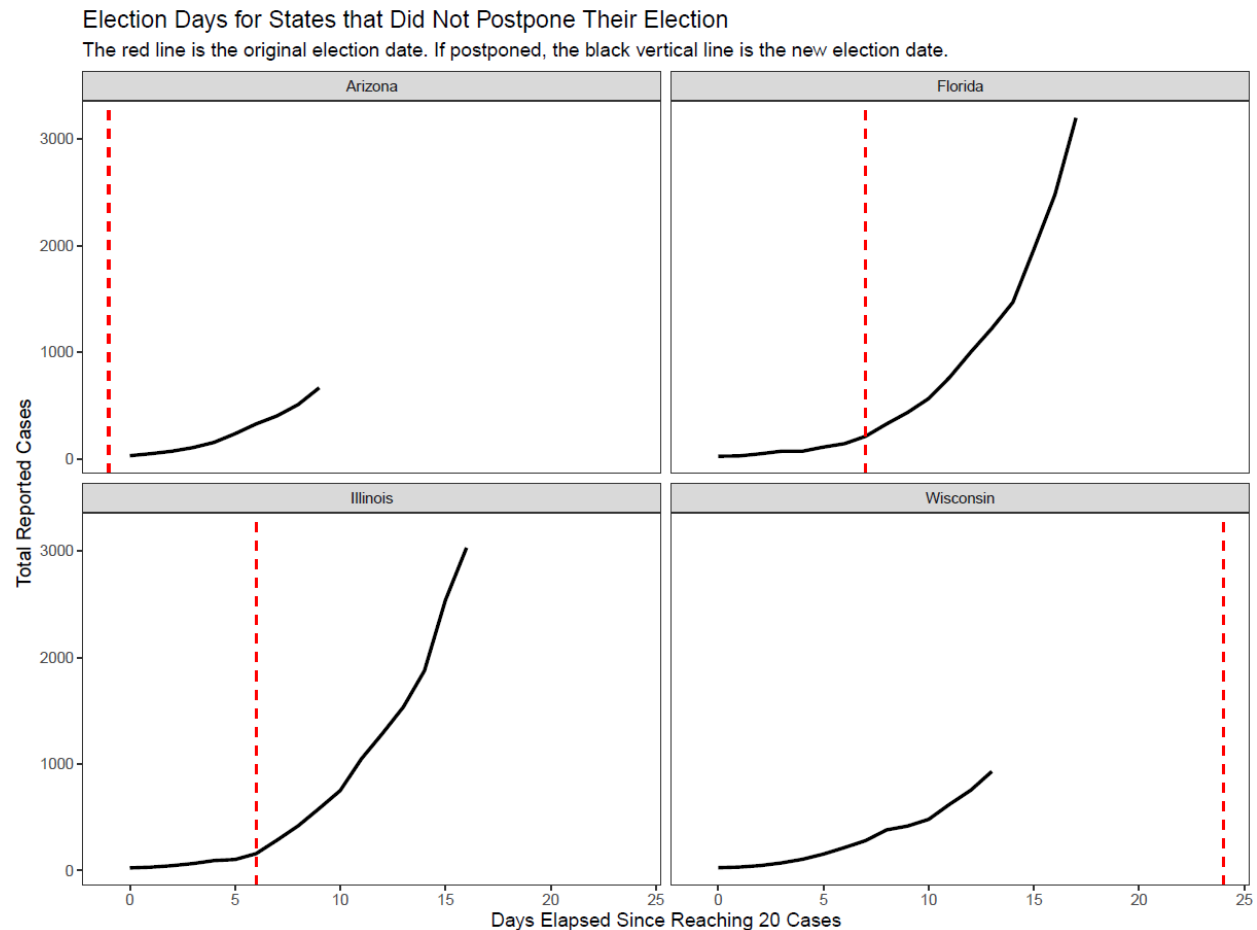 Election Days for States that Did Not Postpone Their Election
The red line is the original election date. If postponed, the black vertical line is the new election date.
Arizona
Florida
3000
2000
1000
0
Illinois
Wisconsin
3000
2000
1000
0
Total Reported Cases
0 5 10 15 20 25 0 5 10 15 20 25
Days Elapsed Since Reaching 20 Cases